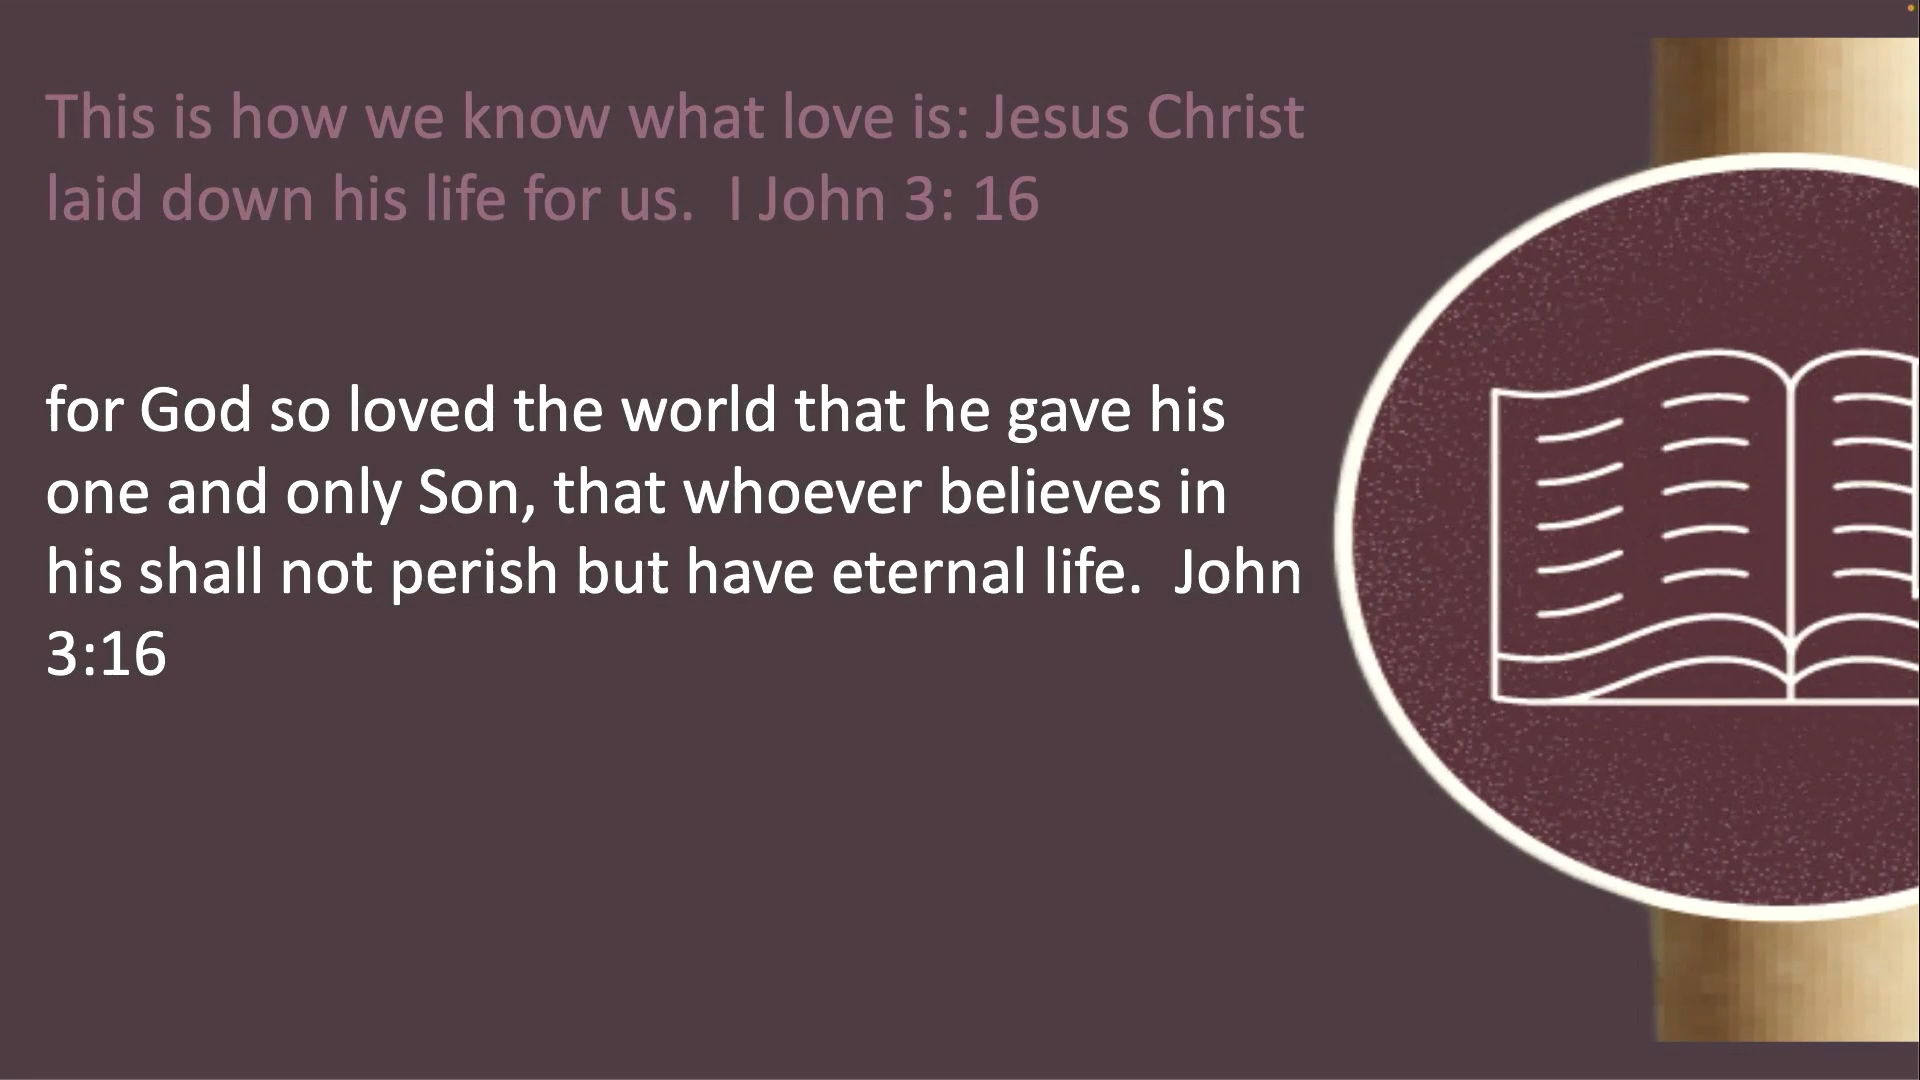 This is how we know what love is: Jesus Christ
laid down his life for us.  I John 3: 16
for God so loved the world that he gave his
one and only Son, that whoever believes in
his shall not perish but have eternal life.  John
3:16